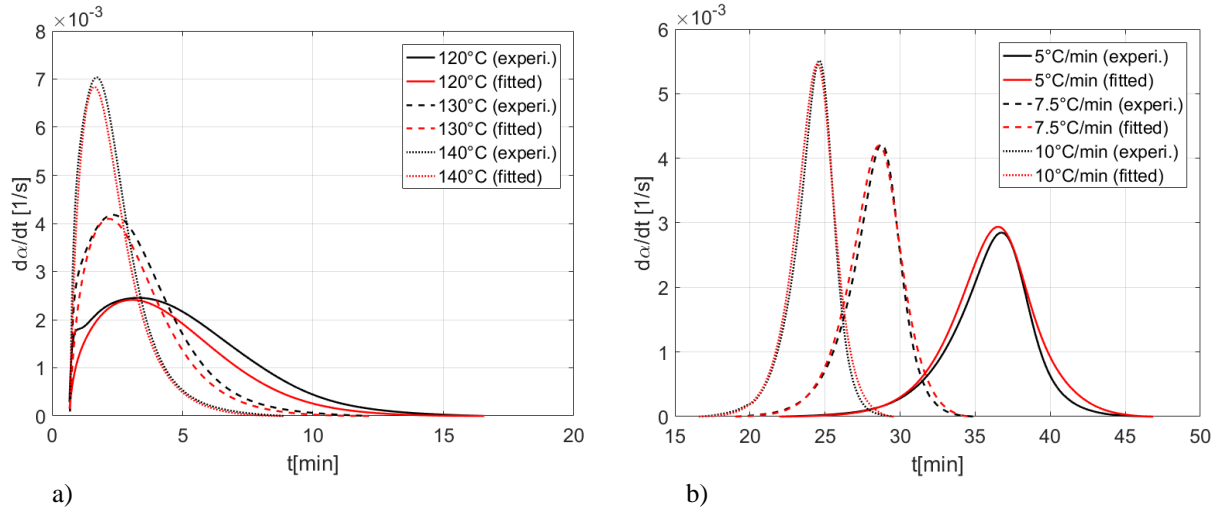 ×10⁻³
8
7
6
5
4
3
2
1
0
dα/dt [1/s]
120°C (experi.)
120°C (fitted)
130°C (experi.)
130°C (fitted)
140°C (experi.)
140°C (fitted)
0 5 10 15 20
t[min]
a)
×10⁻³
6
5
4
3
2
1
0
dα/dt [1/s]
5°C/min (experi.)
5°C/min (fitted)
7.5°C/min (experi.)
7.5°C/min (fitted)
10°C/min (experi.)
10°C/min (fitted)
15 20 25 30 35 40 45 50
t[min]
b)